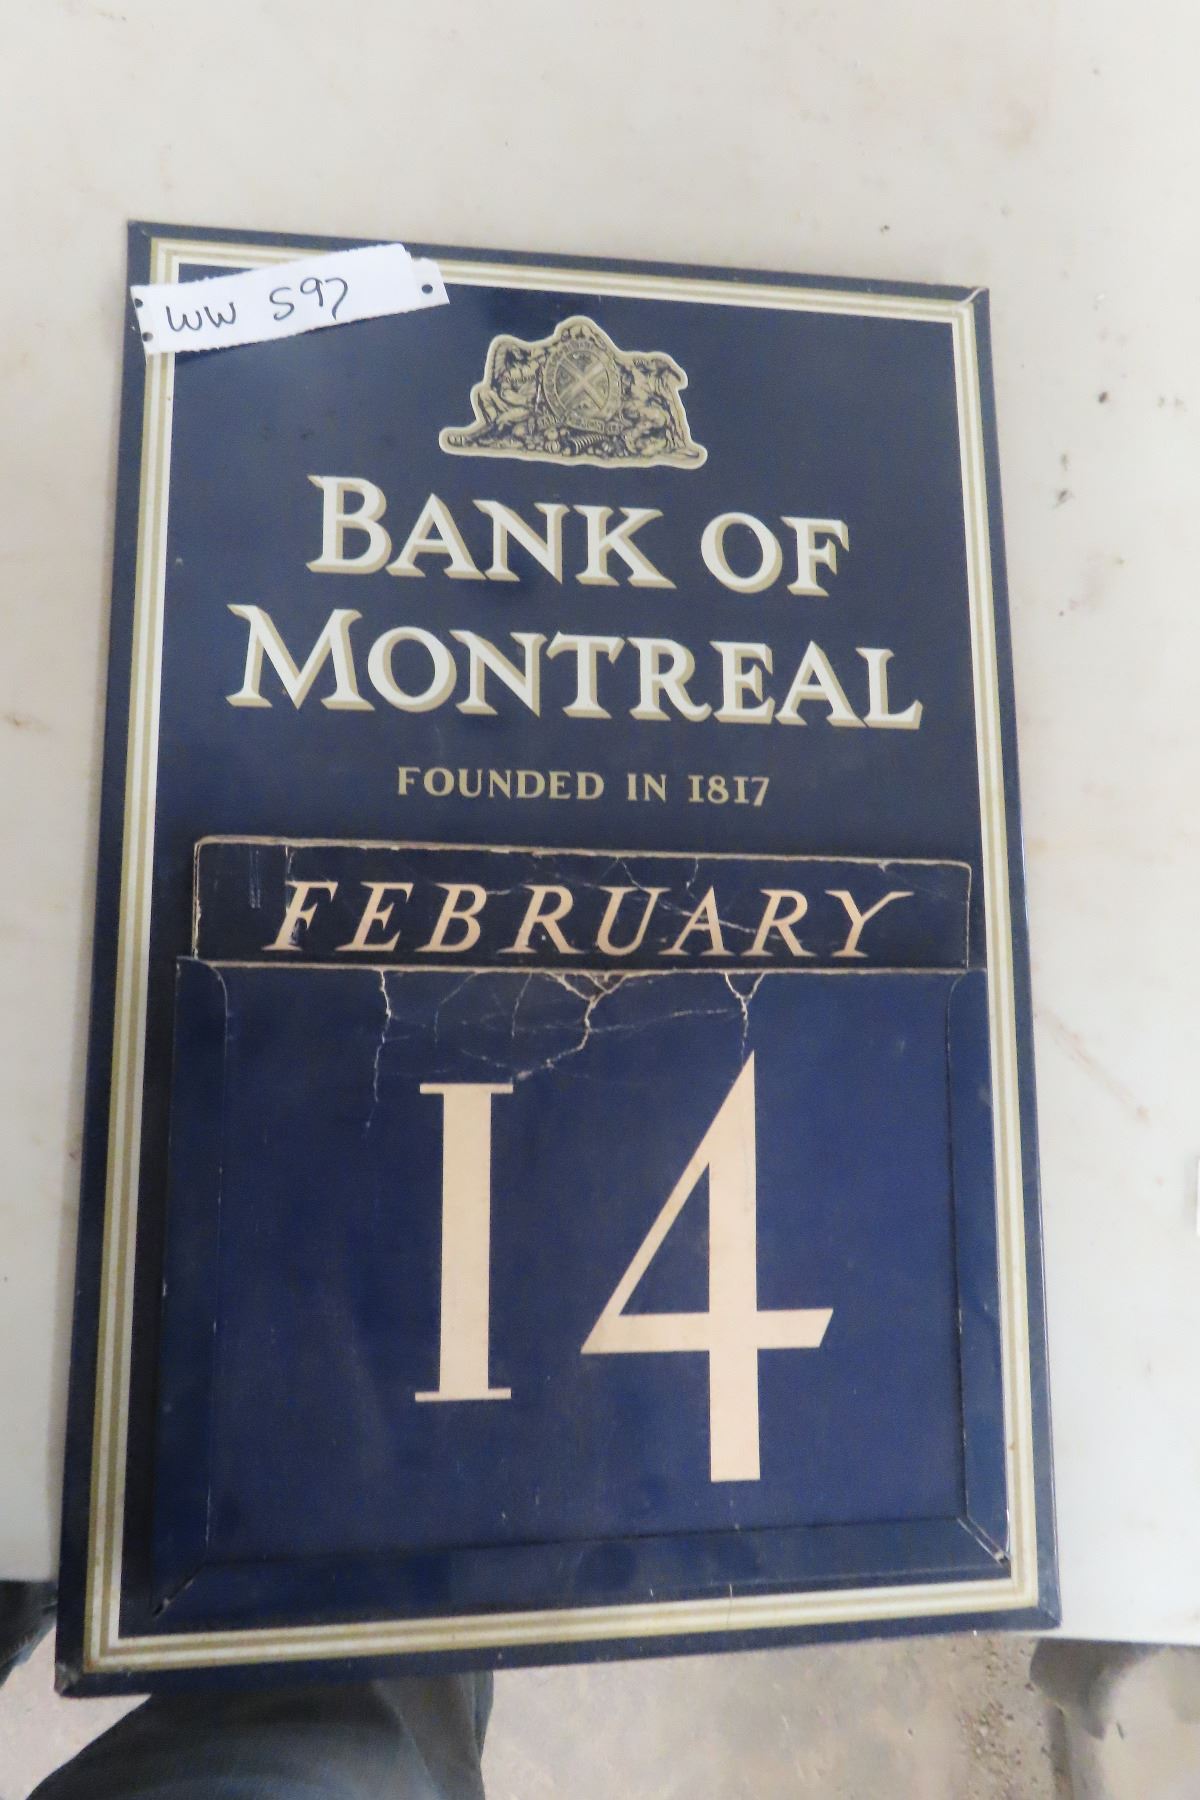 WW 597
BANK OF
MONTREAL
FOUNDED IN 1817
FEBRUARY
14